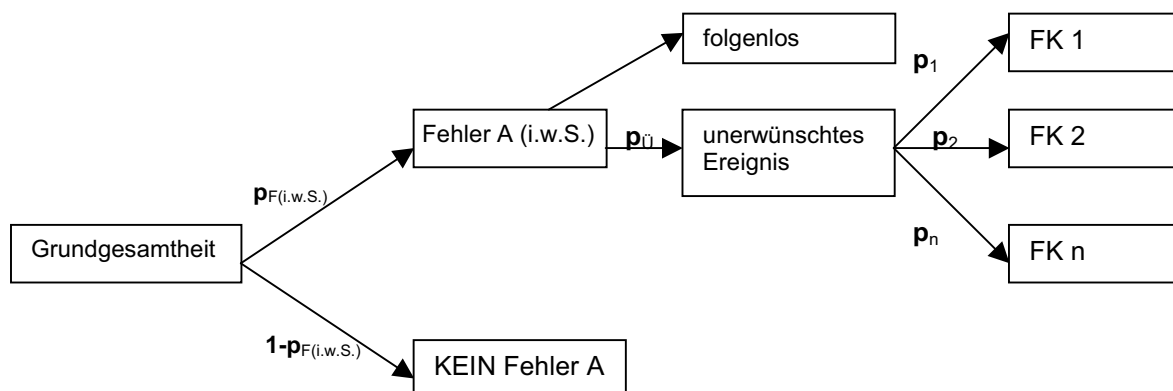 folgenlos
p1
FK 1
Fehler A (i.w.S.)
pÜ
unerwünschtes
Ereignis
p2
FK 2
pF(i.w.S.)
Grundgesamtheit
pn
FK n
1-pF(i.w.S.)
KEIN Fehler A